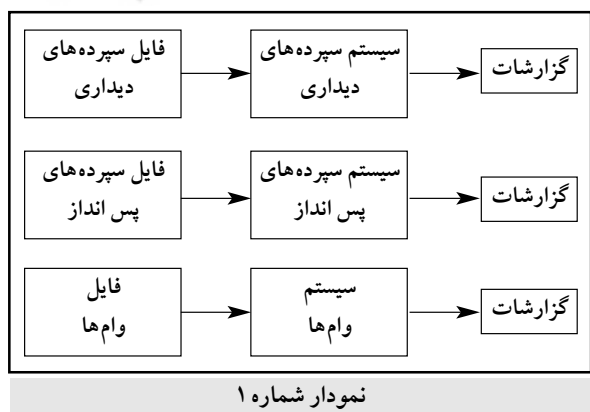 فایل سپرده‌های
دیداری
سیستم سپرده‌های
دیداری
گزارشات
فایل سپرده‌های
پس انداز
سیستم سپرده‌های
پس انداز
گزارشات
فایل
وام‌ها
سیستم
وام‌ها
گزارشات
نمودار شماره ۱